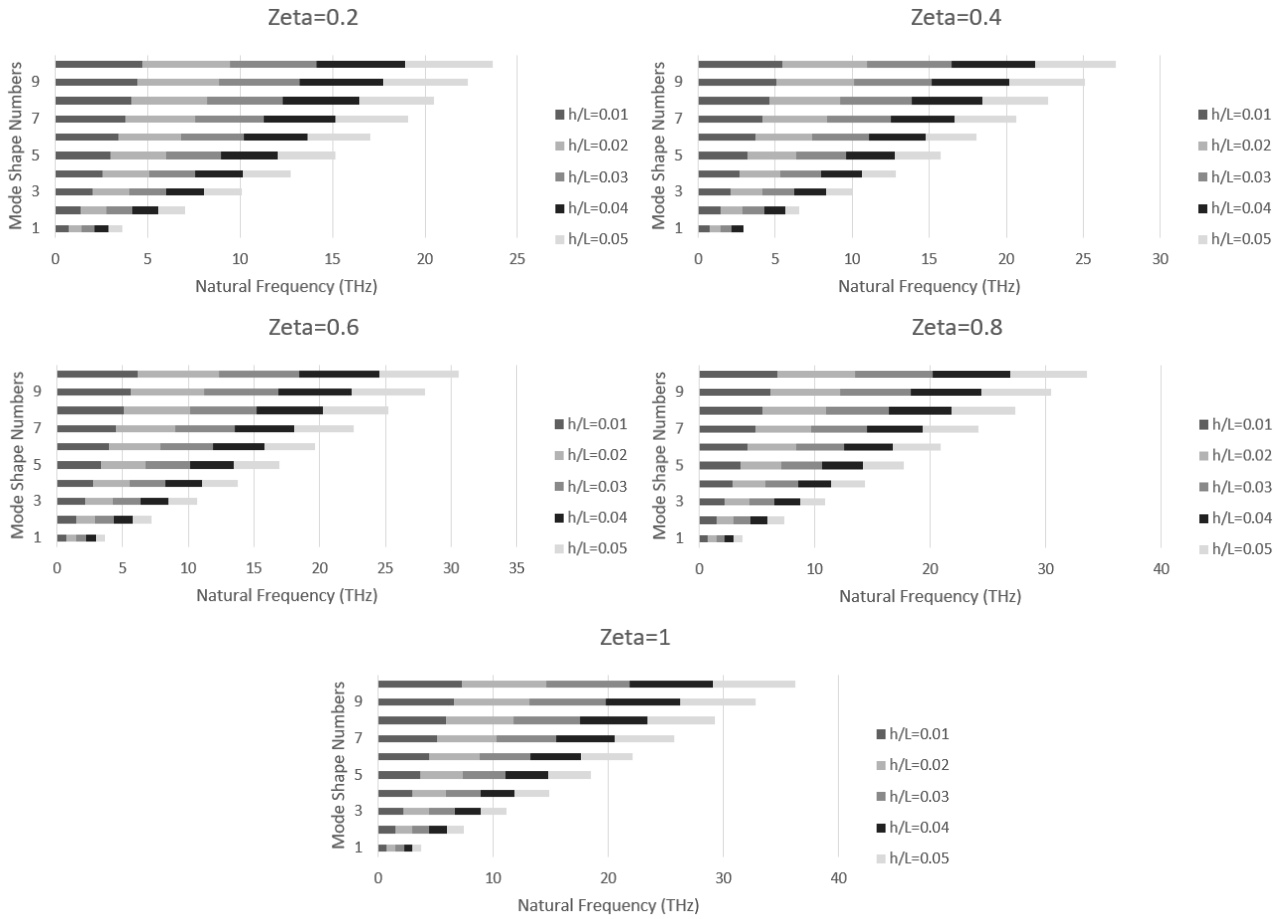 Zeta=0.2
Mode Shape Numbers
9
7
5
3
1
0 5 10 15 20 25
Natural Frequency (THz)
h/L=0.01
h/L=0.02
h/L=0.03
h/L=0.04
h/L=0.05
Zeta=0.4
Mode Shape Numbers
9
7
5
3
1
0 5 10 15 20 25 30
Natural Frequency (THz)
h/L=0.01
h/L=0.02
h/L=0.03
h/L=0.04
h/L=0.05
Zeta=0.6
Mode Shape Numbers
9
7
5
3
1
0 5 10 15 20 25 30 35
Natural Frequency (THz)
h/L=0.01
h/L=0.02
h/L=0.03
h/L=0.04
h/L=0.05
Zeta=0.8
Mode Shape Numbers
9
7
5
3
1
0 10 20 30 40
Natural Frequency (THz)
h/L=0.01
h/L=0.02
h/L=0.03
h/L=0.04
h/L=0.05
Zeta=1
Mode Shape Numbers
9
7
5
3
1
0 10 20 30 40
Natural Frequency (THz)
h/L=0.01
h/L=0.02
h/L=0.03
h/L=0.04
h/L=0.05